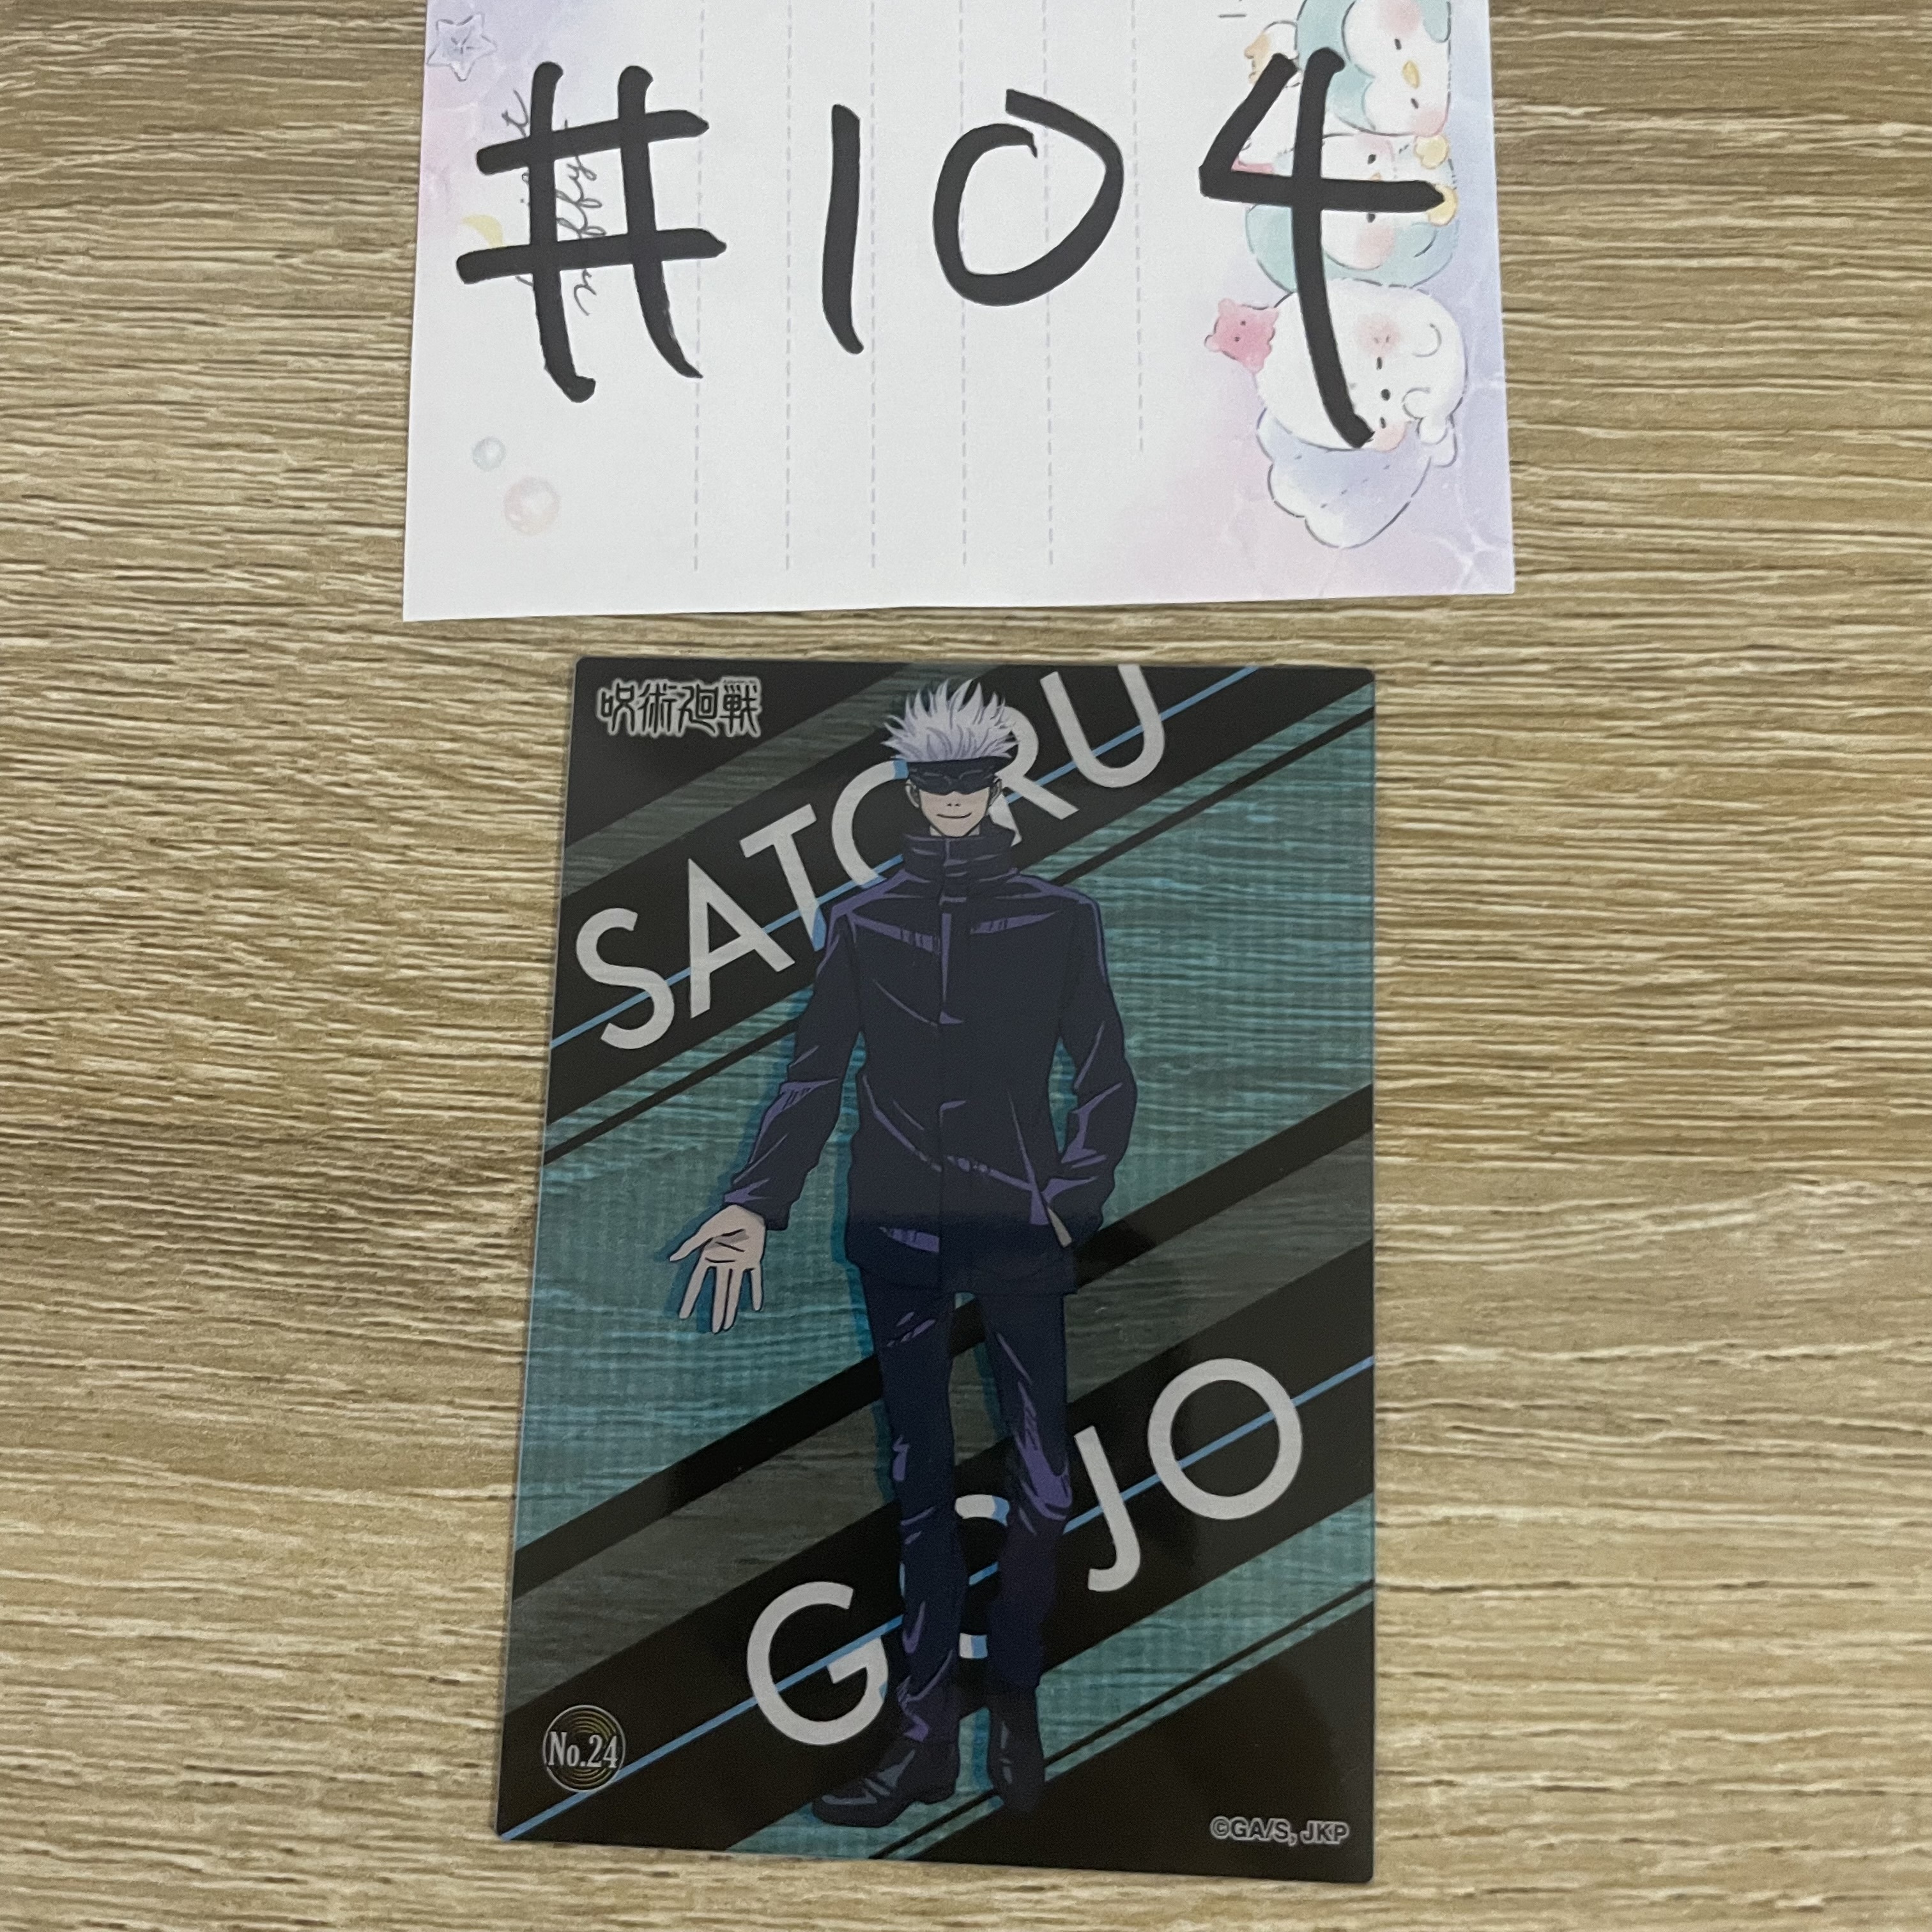 #104
呪術廻戦
SATORU
GOJO
No.24
©GA/S, JKP